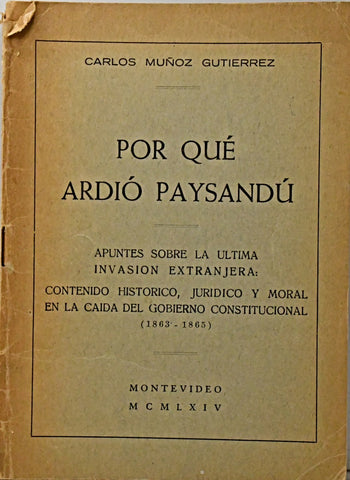 CARLOS MUÑOZ GUTIERREZ
POR QUÉ
ARDIÓ PAYSANDÚ
APUNTES SOBRE LA ULTIMA
INVASION EXTRANJERA:
CONTENIDO HISTORICO, JURIDICO Y MORAL
EN LA CAIDA DEL GOBIERNO CONSTITUCIONAL
(1863 - 1865)
MONTEVIDEO
MCMLXIV